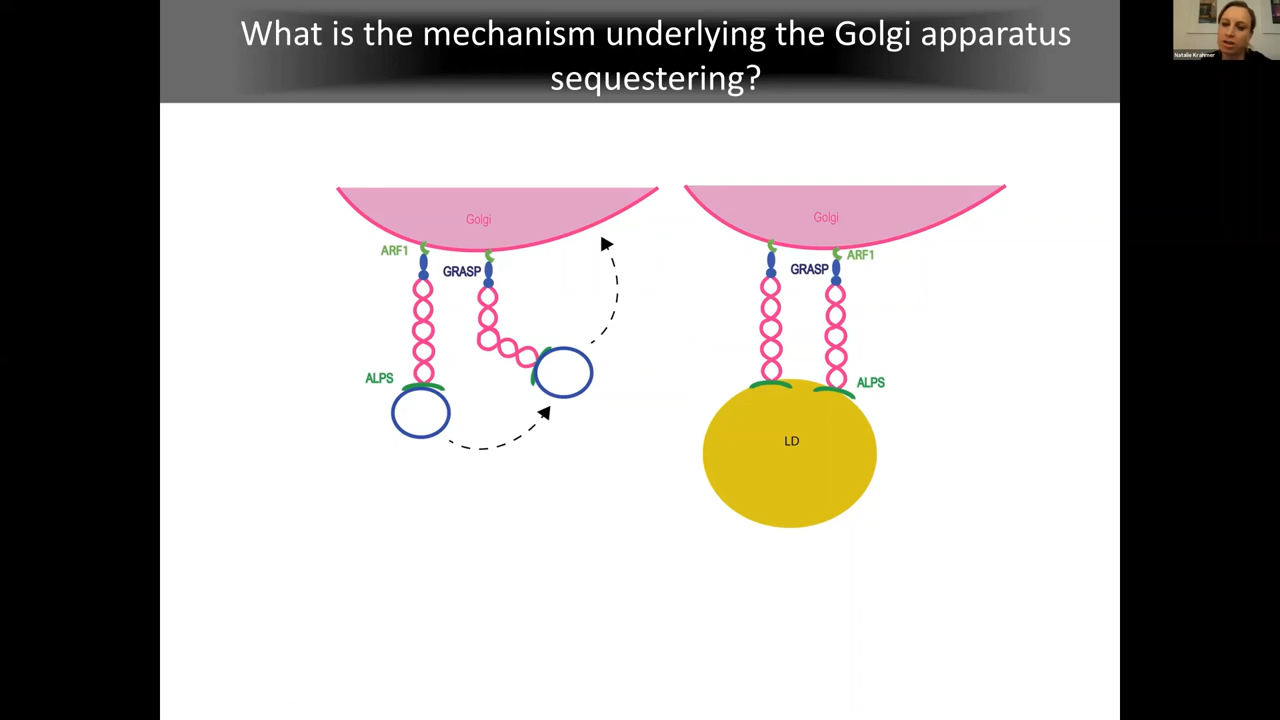 What is the mechanism underlying the Golgi apparatus
sequestering?
Natalie Krahmer
Golgi
Golgi
ARF1
GRASP
GRASP
ARF1
ALPS
ALPS
LD